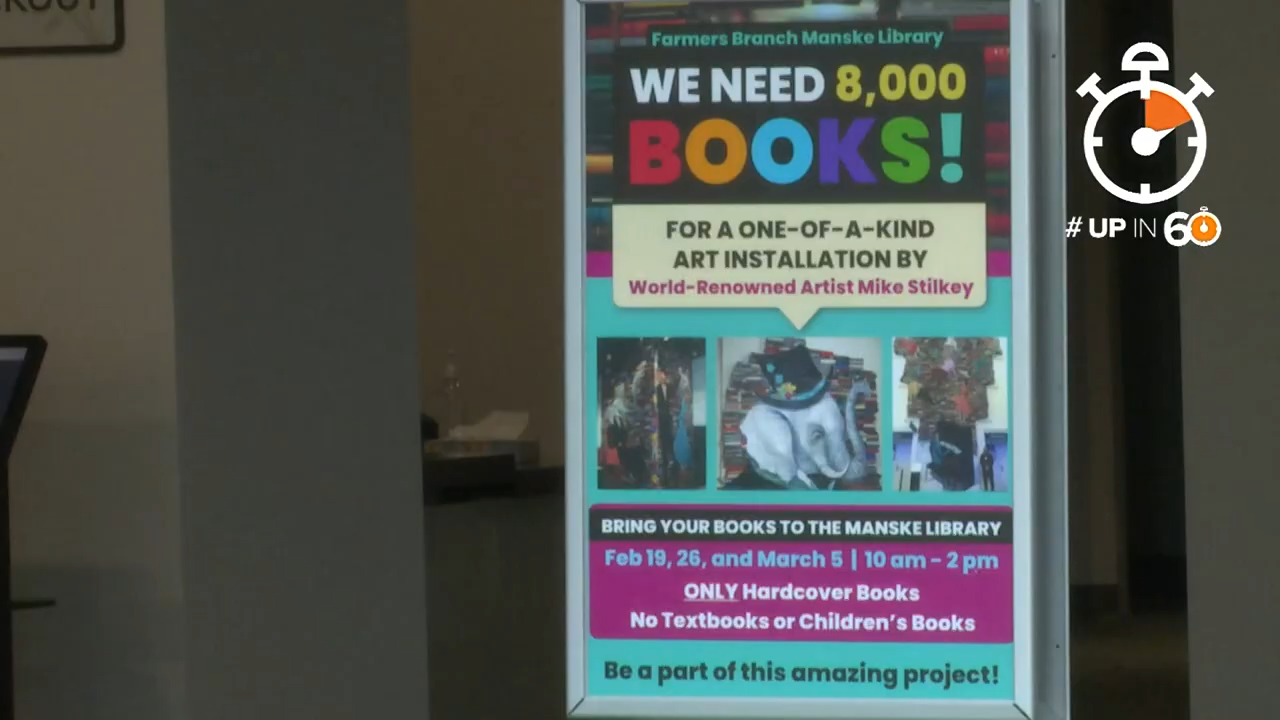 Farmers Branch Manske Library
WE NEED 8,000
BOOKS!
FOR A ONE-OF-A-KIND
ART INSTALLATION BY
World-Renowned Artist Mike Stilkey
BRING YOUR BOOKS TO THE MANSKE LIBRARY
Feb 19, 26, and March 5 | 10 am - 2 pm
ONLY Hardcover Books
No Textbooks or Children's Books
Be a part of this amazing project!
# UP IN 60